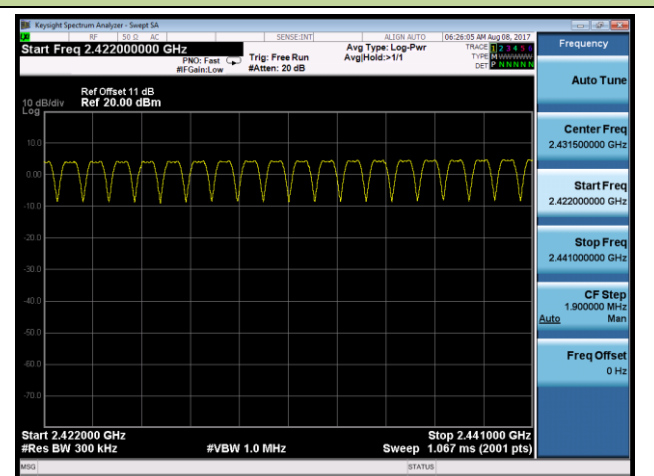 Keysight Spectrum Analyzer - Swept SA
RF 50 Ω AC SENSE:INT ALIGN AUTO 06:26:05 AM Aug 08, 2017
Start Freq 2.422000000 GHz
PNO: Fast
#IFGain:Low
Trig: Free Run
#Atten: 20 dB
Avg Type: Log-Pwr
Avg|Hold:>1/1
TRACE 1 2 3 4 5 6
TYPE M
DET P N N N N N
Ref Offset 11 dB
10 dB/div Ref 20.00 dBm
Log
10.0
0.00
-10.0
-20.0
-30.0
-40.0
-50.0
-60.0
-70.0
Start 2.422000 GHz Stop 2.441000 GHz
#Res BW 300 kHz #VBW 1.0 MHz Sweep 1.067 ms (2001 pts)
MSG STATUS
Frequency
Auto Tune
Center Freq
2.431500000 GHz
Start Freq
2.422000000 GHz
Stop Freq
2.441000000 GHz
CF Step
1.900000 MHz
Auto Man
Freq Offset
0 Hz